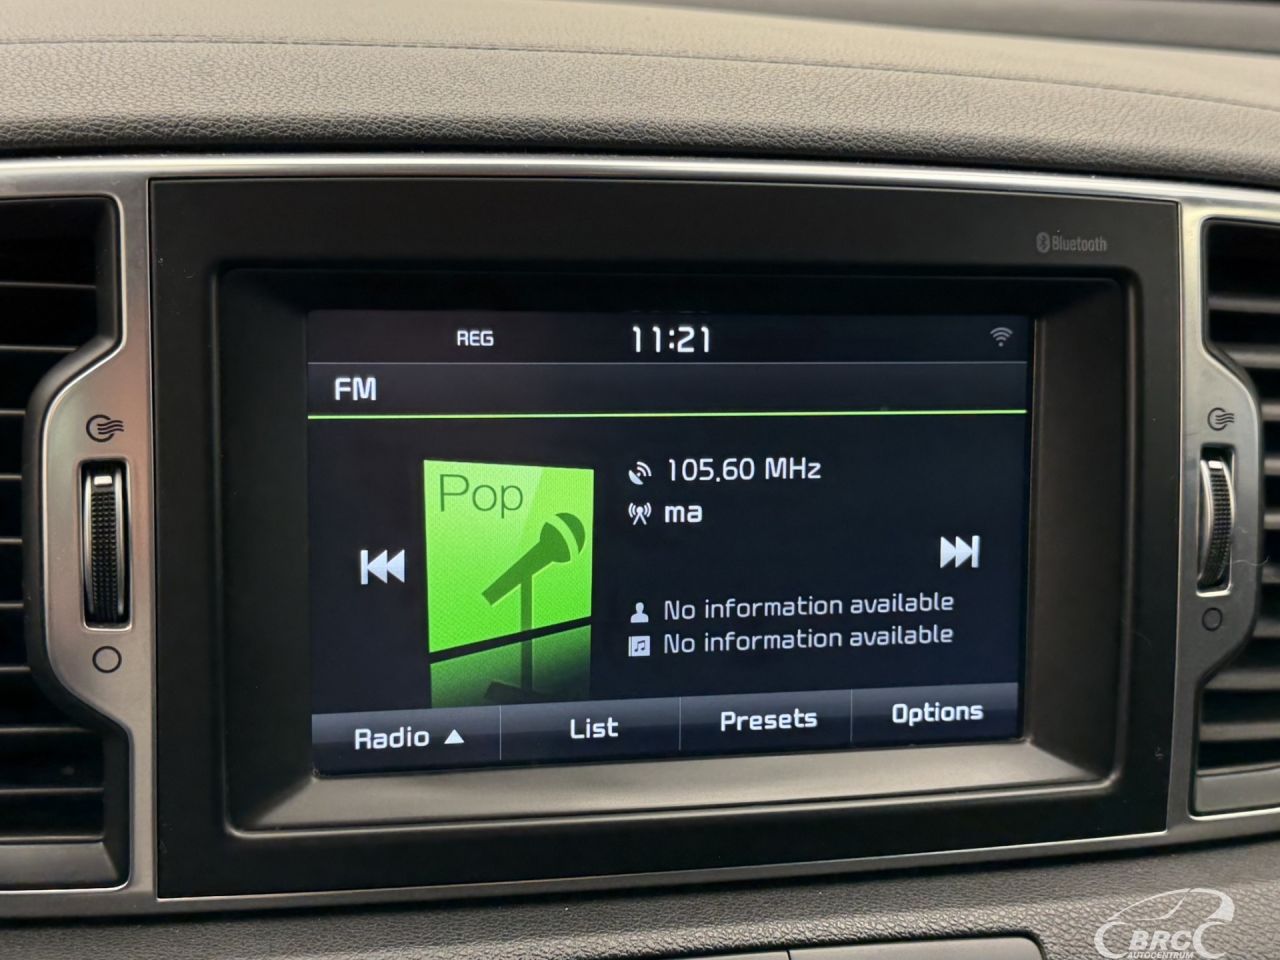 Bluetooth
REG 11:21
FM
Pop
105.60 MHz
ma
No information available
No information available
Radio ▲ List Presets Options
BRC
AUTOCENTRUM